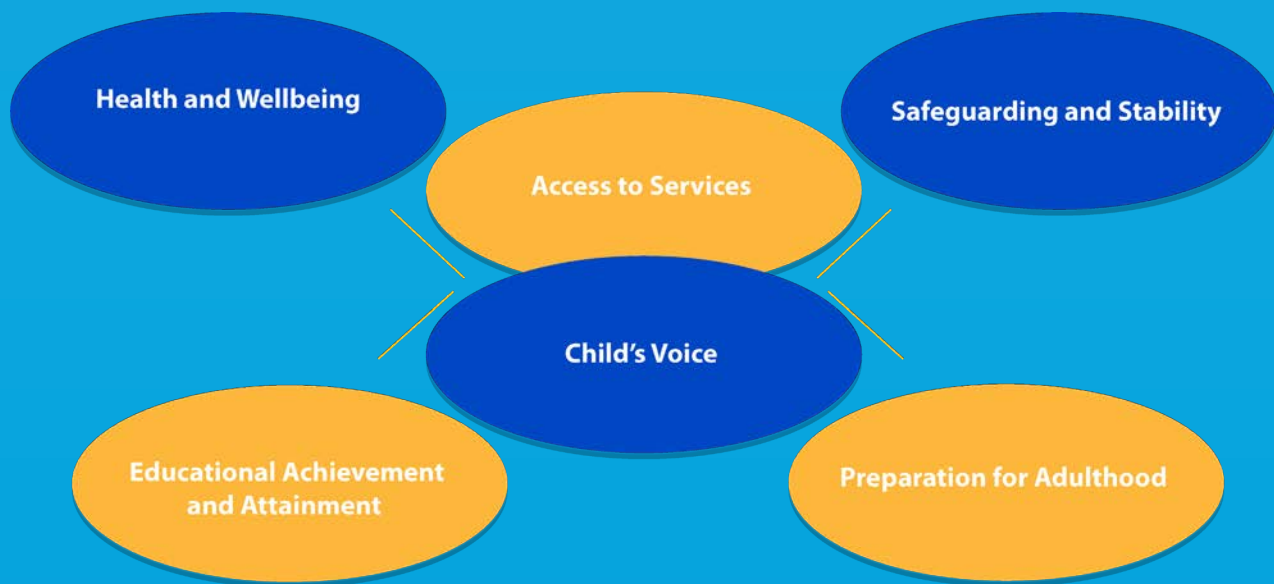 Health and Wellbeing
Safeguarding and Stability
Access to Services
Child’s Voice
Educational Achievement
and Attainment
Preparation for Adulthood